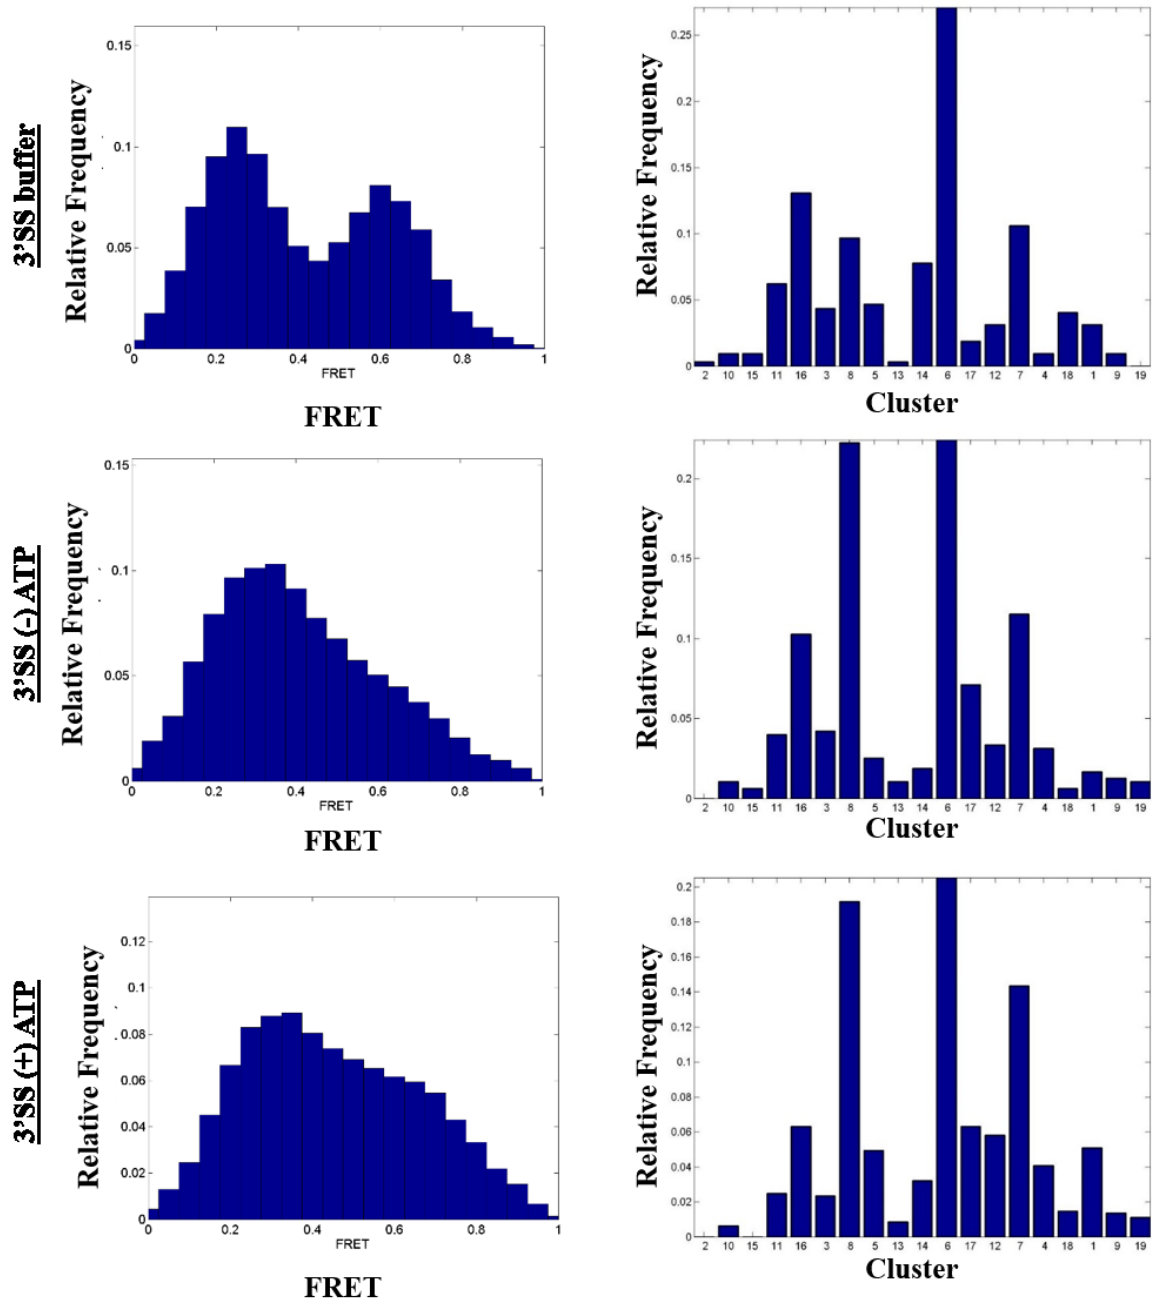 3'SS buffer
Relative Frequency
0.15
0.1
0.05
0
0 0.2 0.4 0.6 0.8 1
FRET
FRET
Relative Frequency
0.25
0.2
0.15
0.1
0.05
0
2 10 15 11 16 3 8 5 13 14 6 17 12 7 4 18 1 9 19
Cluster
3'SS (-) ATP
Relative Frequency
0.15
0.1
0.05
0
0 0.2 0.4 0.6 0.8 1
FRET
FRET
Relative Frequency
0.2
0.15
0.1
0.05
0
2 10 15 11 16 3 8 5 13 14 6 17 12 7 4 18 1 9 19
Cluster
3'SS (+) ATP
Relative Frequency
0.12
0.1
0.08
0.06
0.04
0.02
0
0 0.2 0.4 0.6 0.8 1
FRET
FRET
Relative Frequency
0.2
0.18
0.16
0.14
0.12
0.1
0.08
0.06
0.04
0.02
0
2 10 15 11 16 3 8 5 13 14 6 17 12 7 4 18 1 9 19
Cluster